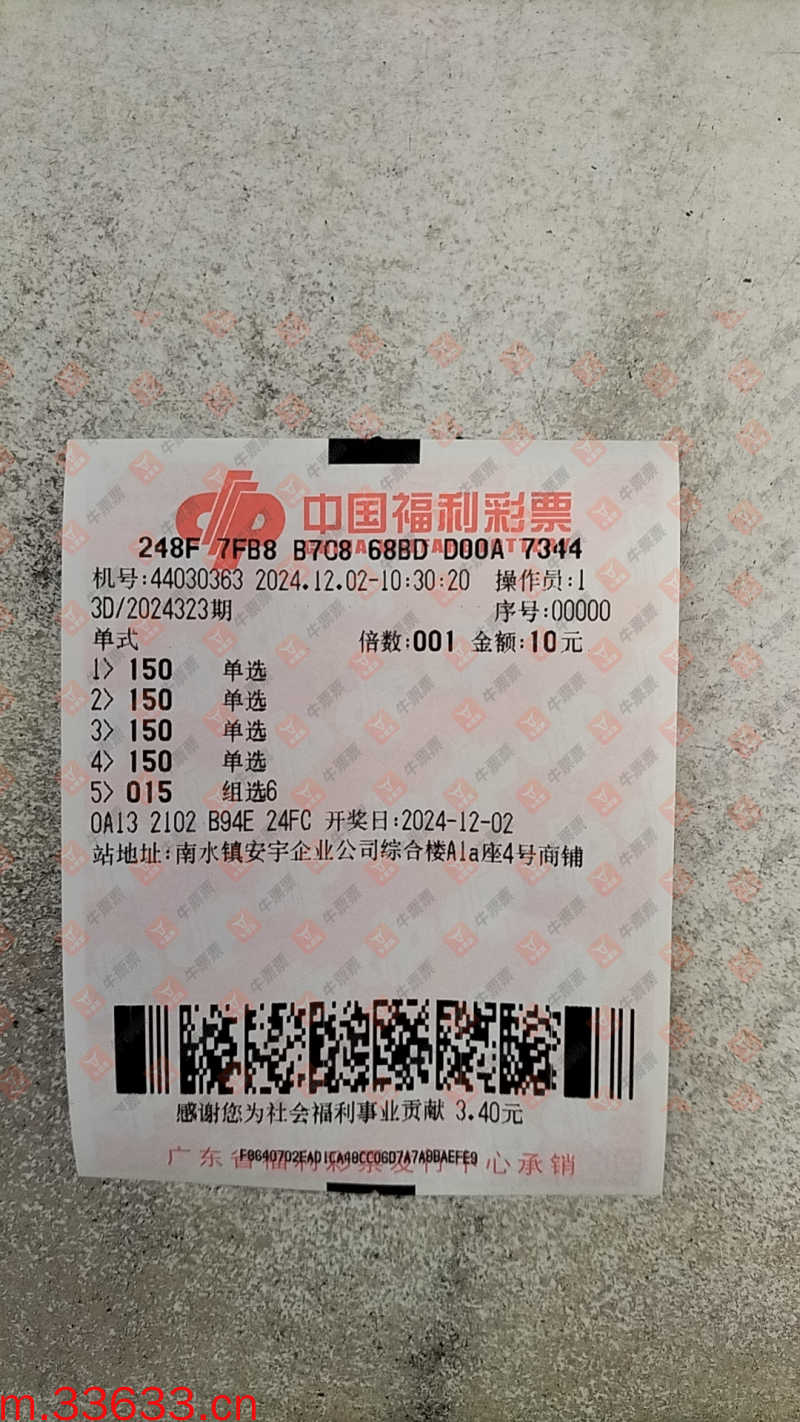 中国福利彩票
248F 7FB8 B7C8 68BD D00A 7344
机号:44030363 2024.12.02-10:30:20 操作员:1
3D/2024323期 序号:00000
单式 倍数:001 金额:10元
1> 150 单选
2> 150 单选
3> 150 单选
4> 150 单选
5> 015 组选6
0A13 2102 B94E 24FC 开奖日:2024-12-02
站地址:南水镇安宇企业公司综合楼A1a座4号商铺
感谢您为社会福利事业贡献 3.40元
广东省福利彩票发行中心承销
m.33633.cn